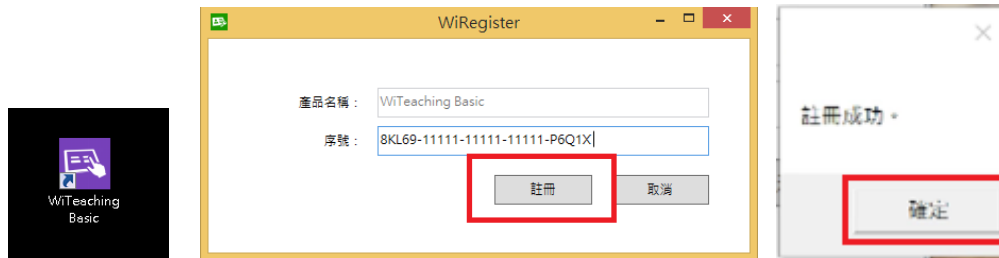 WiTeaching
Basic
WiRegister
產品名稱：
WiTeaching Basic
序號：
8KL69-11111-11111-11111-P6Q1X
註冊
取消
註冊成功。
確定